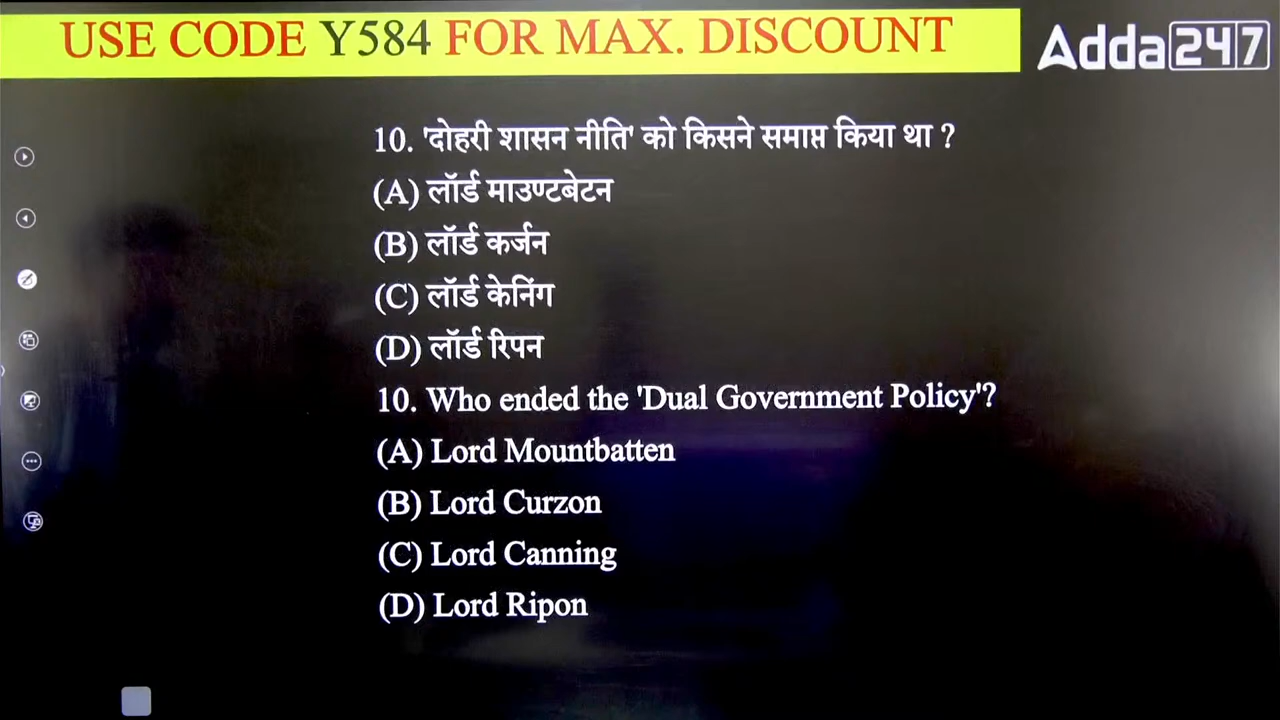 USE CODE Y584 FOR MAX. DISCOUNT
Adda247
10. 'दोहरी शासन नीति' को किसने समाप्त किया था ?
(A) लॉर्ड माउण्टबेटन
(B) लॉर्ड कर्जन
(C) लॉर्ड केनिंग
(D) लॉर्ड रिपन
10. Who ended the 'Dual Government Policy'?
(A) Lord Mountbatten
(B) Lord Curzon
(C) Lord Canning
(D) Lord Ripon